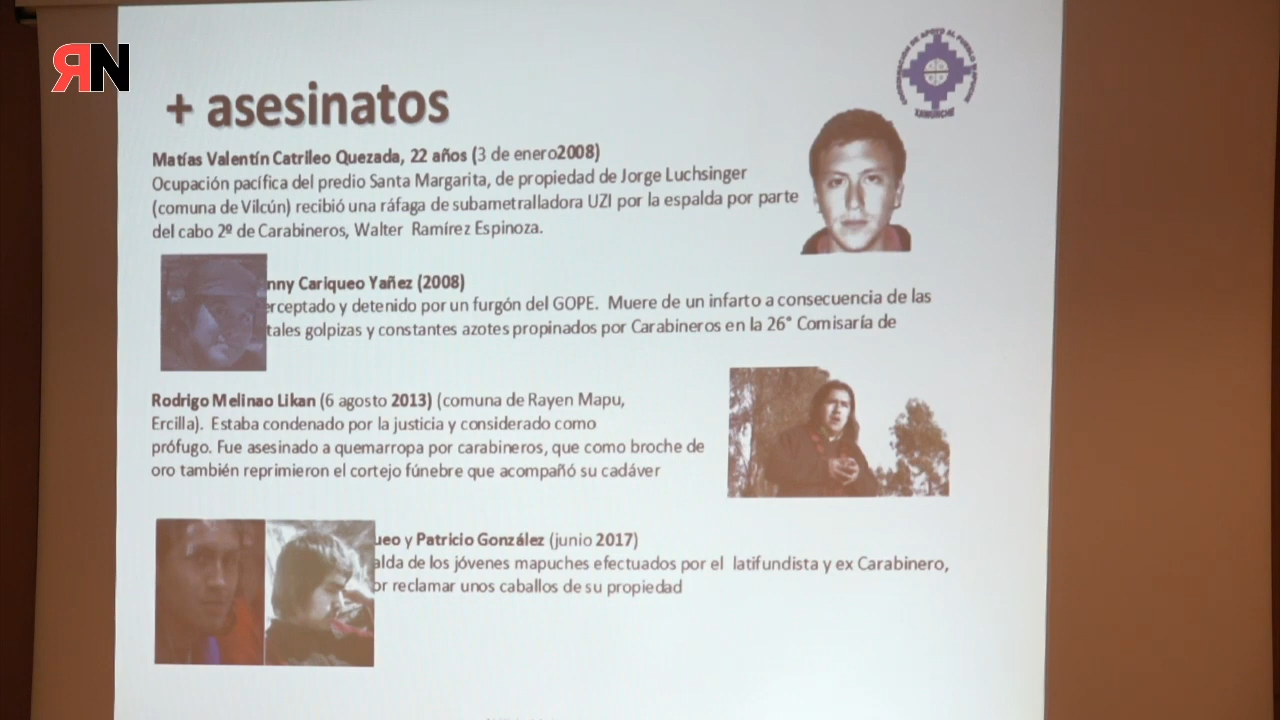 RN
+ asesinatos
Matías Valentín Catrileo Quezada, 22 años (3 de enero2008)
Ocupación pacífica del predio Santa Margarita, de propiedad de Jorge Luchsinger
(comuna de Vilcún) recibió una ráfaga de subametralladora UZI por la espalda por parte
del cabo 2º de Carabineros, Walter Ramírez Espinoza.
nny Cariqueo Yañez (2008)
erceptado y detenido por un furgón del GOPE. Muere de un infarto a consecuencia de las
tales golpizas y constantes azotes propinados por Carabineros en la 26° Comisaría de
Rodrigo Melinao Likan (6 agosto 2013) (comuna de Rayen Mapu,
Ercilla). Estaba condenado por la justicia y considerado como
prófugo. Fue asesinado a quemarropa por carabineros, que como broche de
oro también reprimieron el cortejo fúnebre que acompañó su cadáver
ueo y Patricio González (junio 2017)
alda de los jóvenes mapuches efectuados por el latifundista y ex Carabinero,
or reclamar unos caballos de su propiedad